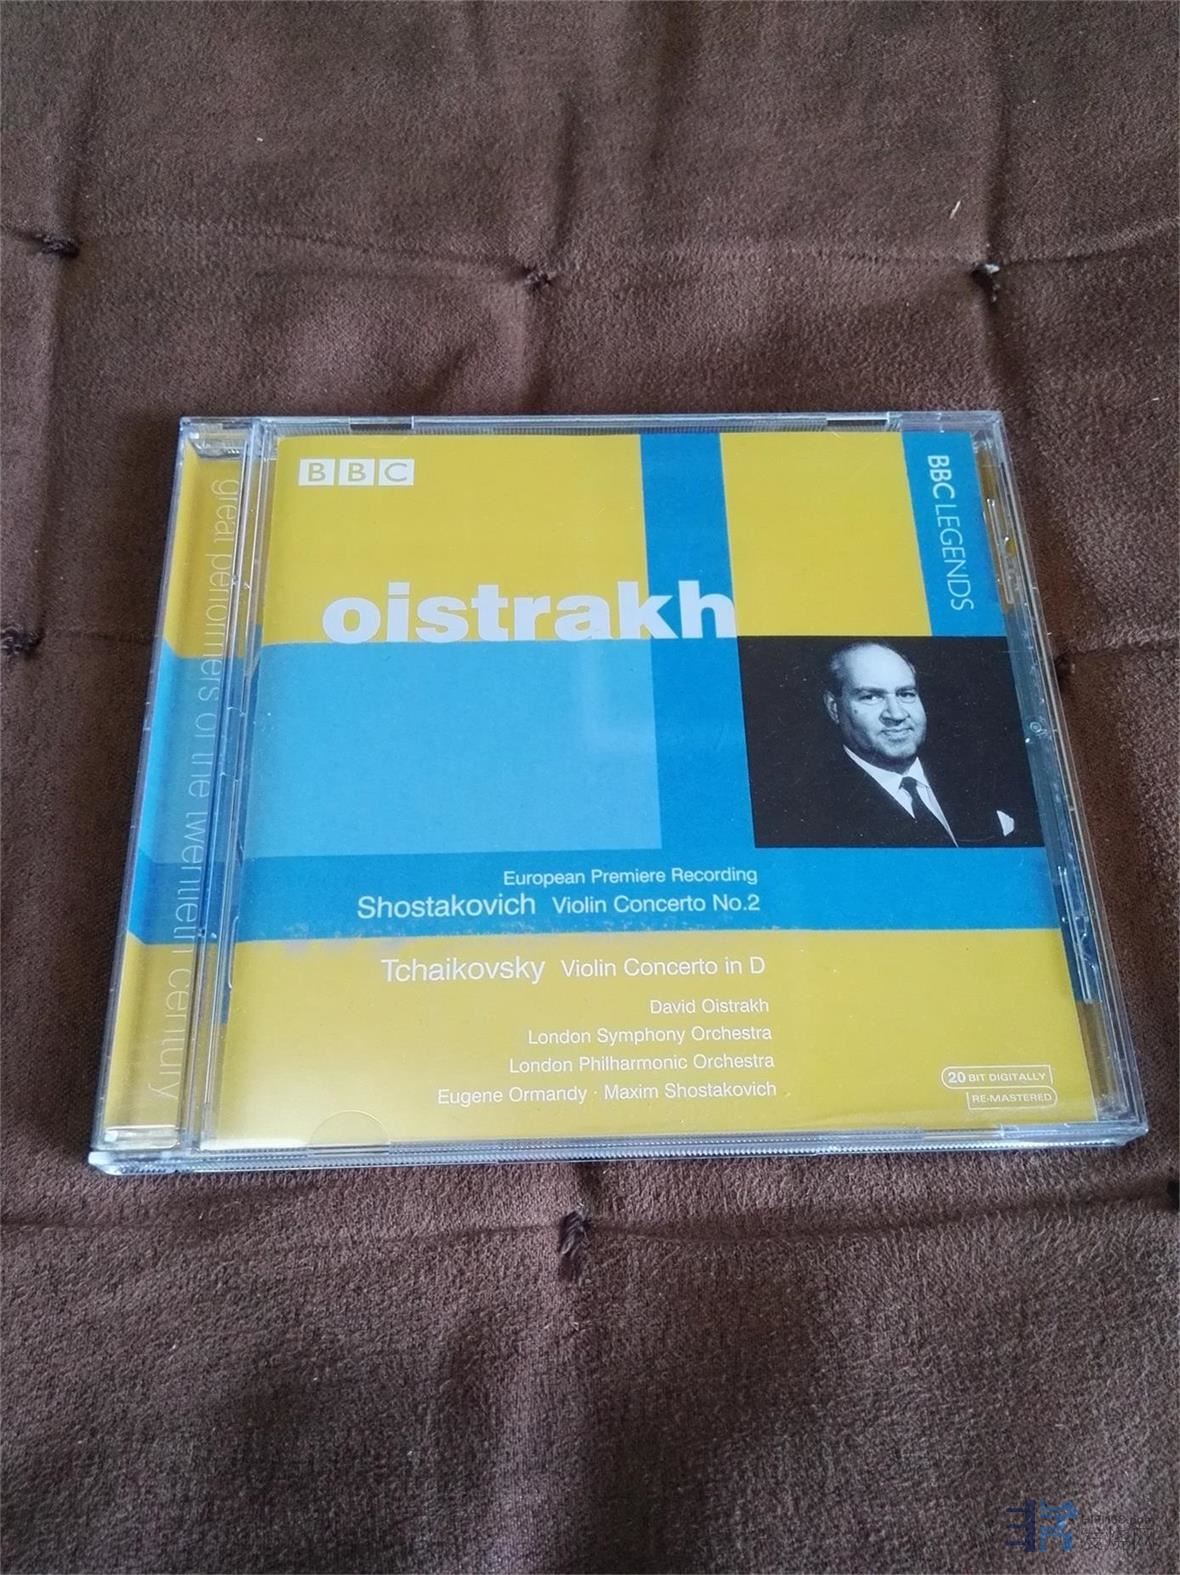 BBC
BBC LEGENDS
oistrakh
great performers of the twentieth century
European Premiere Recording
Shostakovich Violin Concerto No.2
Tchaikovsky Violin Concerto in D
David Oistrakh
London Symphony Orchestra
London Philharmonic Orchestra
Eugene Ormandy · Maxim Shostakovich
20 BIT DIGITALLY
RE-MASTERED